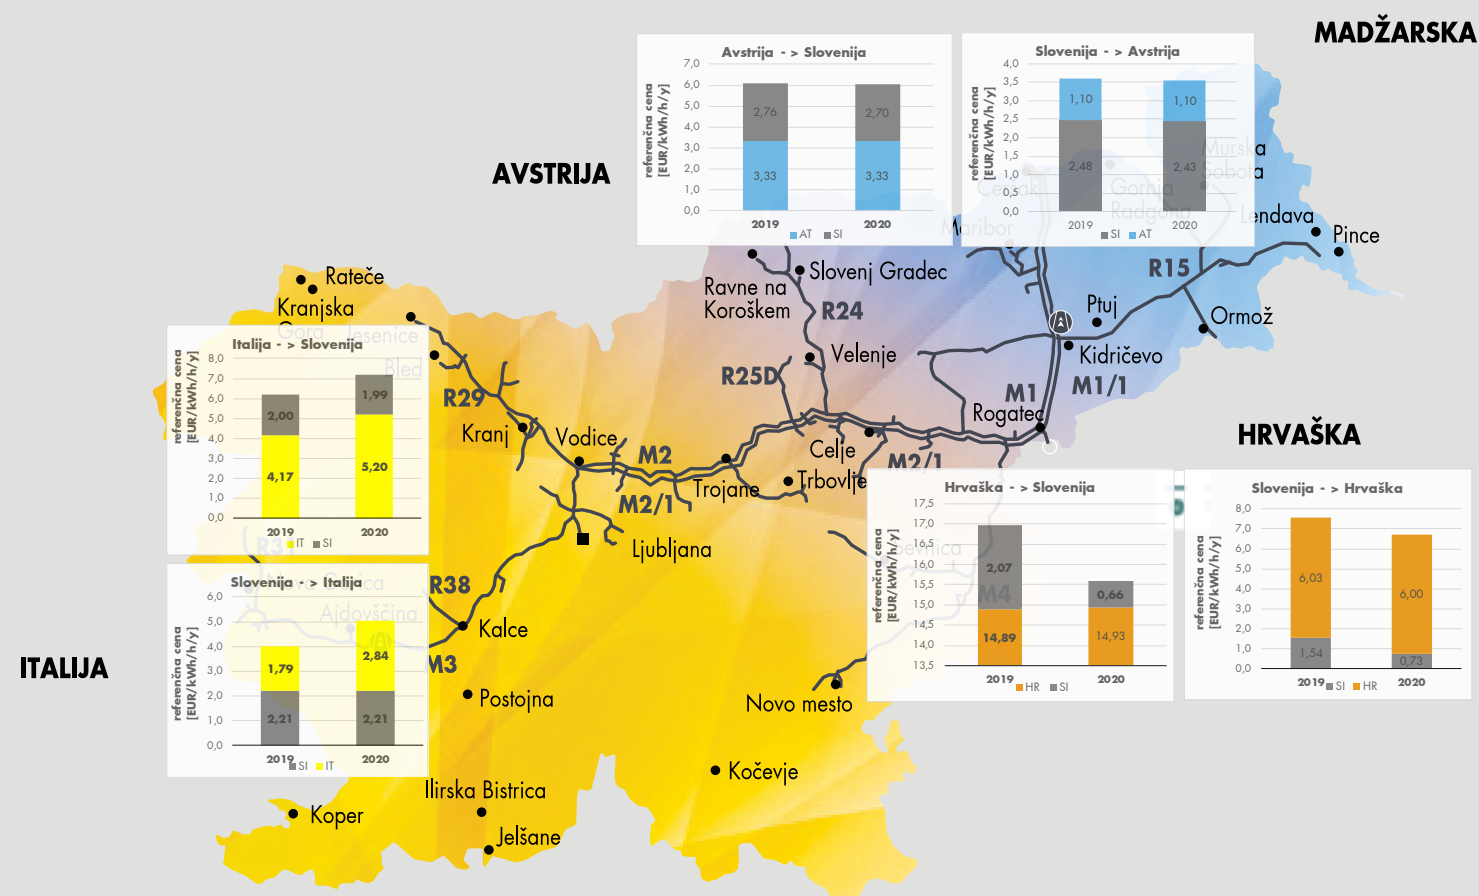 MADŽARSKA
AVSTRIJA
HRVAŠKA
ITALIJA
Avstrija - > Slovenija
referenčna cena
[EUR/kWh/h/y]
7,0
6,0
5,0
4,0
3,0
2,0
1,0
0,0
2,76
2,70
3,33
3,33
2019
2020
AT SI
Slovenija - > Avstrija
referenčna cena
[EUR/kWh/h/y]
4,0
3,5
3,0
2,5
2,0
1,5
1,0
0,5
0,0
1,10
1,10
2,48
2,43
2019
2020
SI AT
Murska
Sobota
Gornja
Radgona
Maribor
Lendava
Pince
R15
Ormož
Ptuj
Kidričevo
M1/1
M1
Rogatec
Rateče
Kranjska
Gora
Jesenice
Bled
R29
Kranj
Vodice
M2
M2/1
Trojane
Ljubljana
Ravne na
Koroškem
Slovenj Gradec
R24
Velenje
R25D
Celje
Trbovlje
M2/1
Italija - > Slovenija
referenčna cena
[EUR/kWh/h/y]
8,0
7,0
6,0
5,0
4,0
3,0
2,0
1,0
0,0
2,00
1,99
4,17
5,20
2019
2020
IT SI
Slovenija - > Italija
referenčna cena
[EUR/kWh/h/y]
6,0
5,0
4,0
3,0
2,0
1,0
0,0
1,79
2,84
2,21
2,21
2019
2020
SI IT
Nova Gorica
Ajdovščina
R38
Kalce
M3
Postojna
Ilirska Bistrica
Jelšane
Koper
Kočevje
Novo mesto
Hrvaška - > Slovenija
referenčna cena
[EUR/kWh/h/y]
17,5
17,0
16,5
16,0
15,5
15,0
14,5
14,0
13,5
2,07
0,66
14,89
14,93
2019
2020
HR SI
Sevnica
M4
Slovenija - > Hrvaška
referenčna cena
[EUR/kWh/h/y]
8,0
7,0
6,0
5,0
4,0
3,0
2,0
1,0
0,0
6,03
6,00
1,54
0,73
2019
2020
SI HR